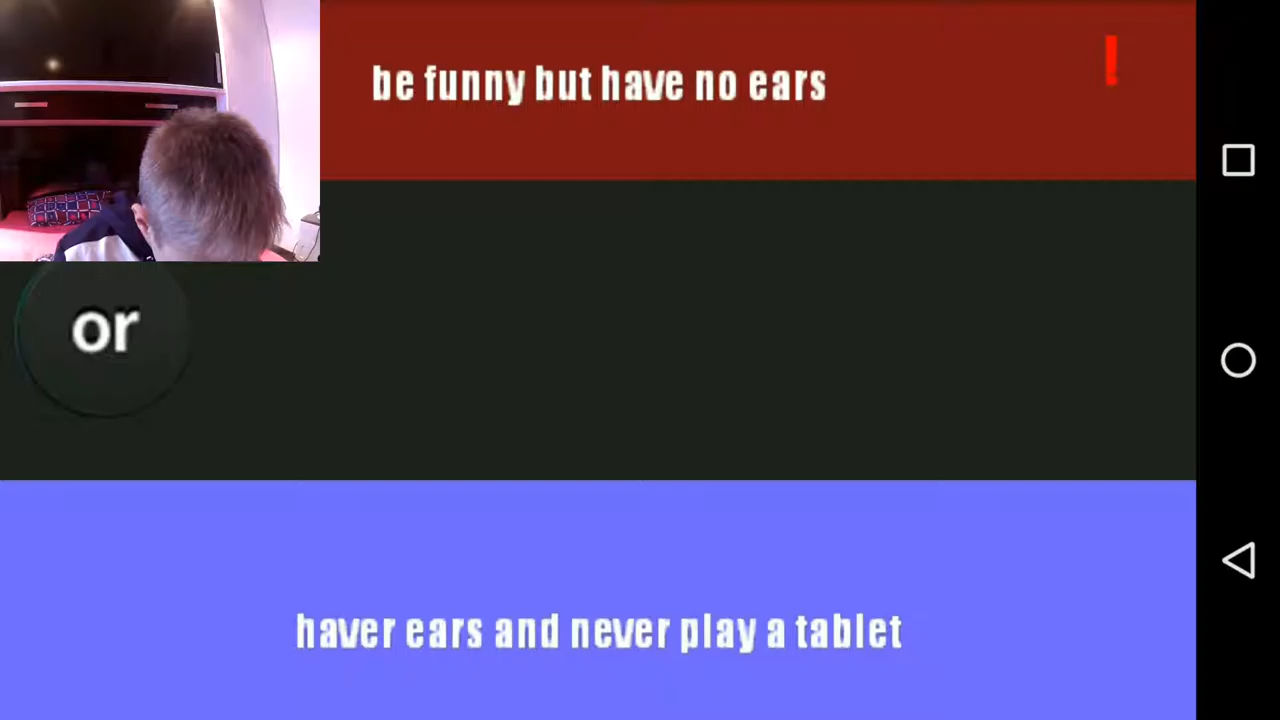 be funny but have no ears
!
or
haver ears and never play a tablet